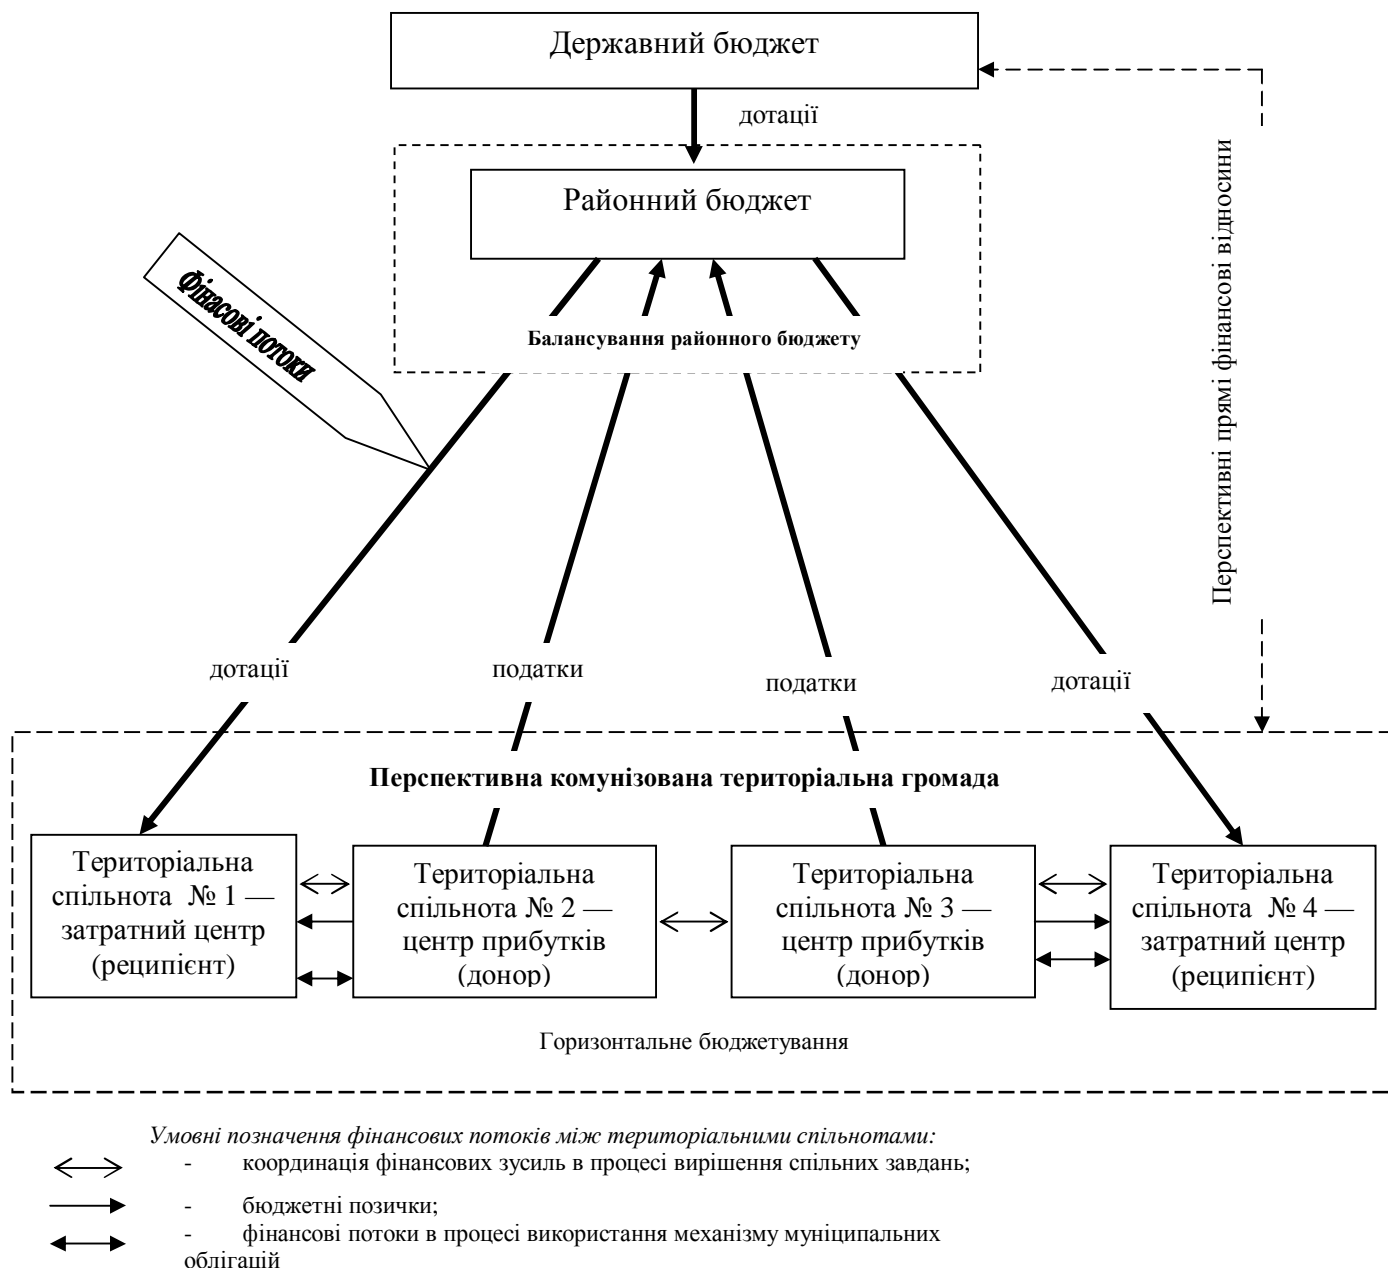 Державний бюджет
дотації
Районний бюджет
Перспективні прямі фінансові відносини
Фінасові потоки
Балансування районного бюджету
дотації
податки
податки
дотації
Перспективна комунізована територіальна громада
Територіальна
спільнота № 1 —
затратний центр
(реципієнт)
Територіальна
спільнота № 2 —
центр прибутків
(донор)
Територіальна
спільнота № 3 —
центр прибутків
(донор)
Територіальна
спільнота № 4 —
затратний центр
(реципієнт)
Горизонтальне бюджетування
Умовні позначення фінансових потоків між територіальними спільнотами:
- координація фінансових зусиль в процесі вирішення спільних завдань;
- бюджетні позички;
- фінансові потоки в процесі використання механізму муніципальних
облігацій